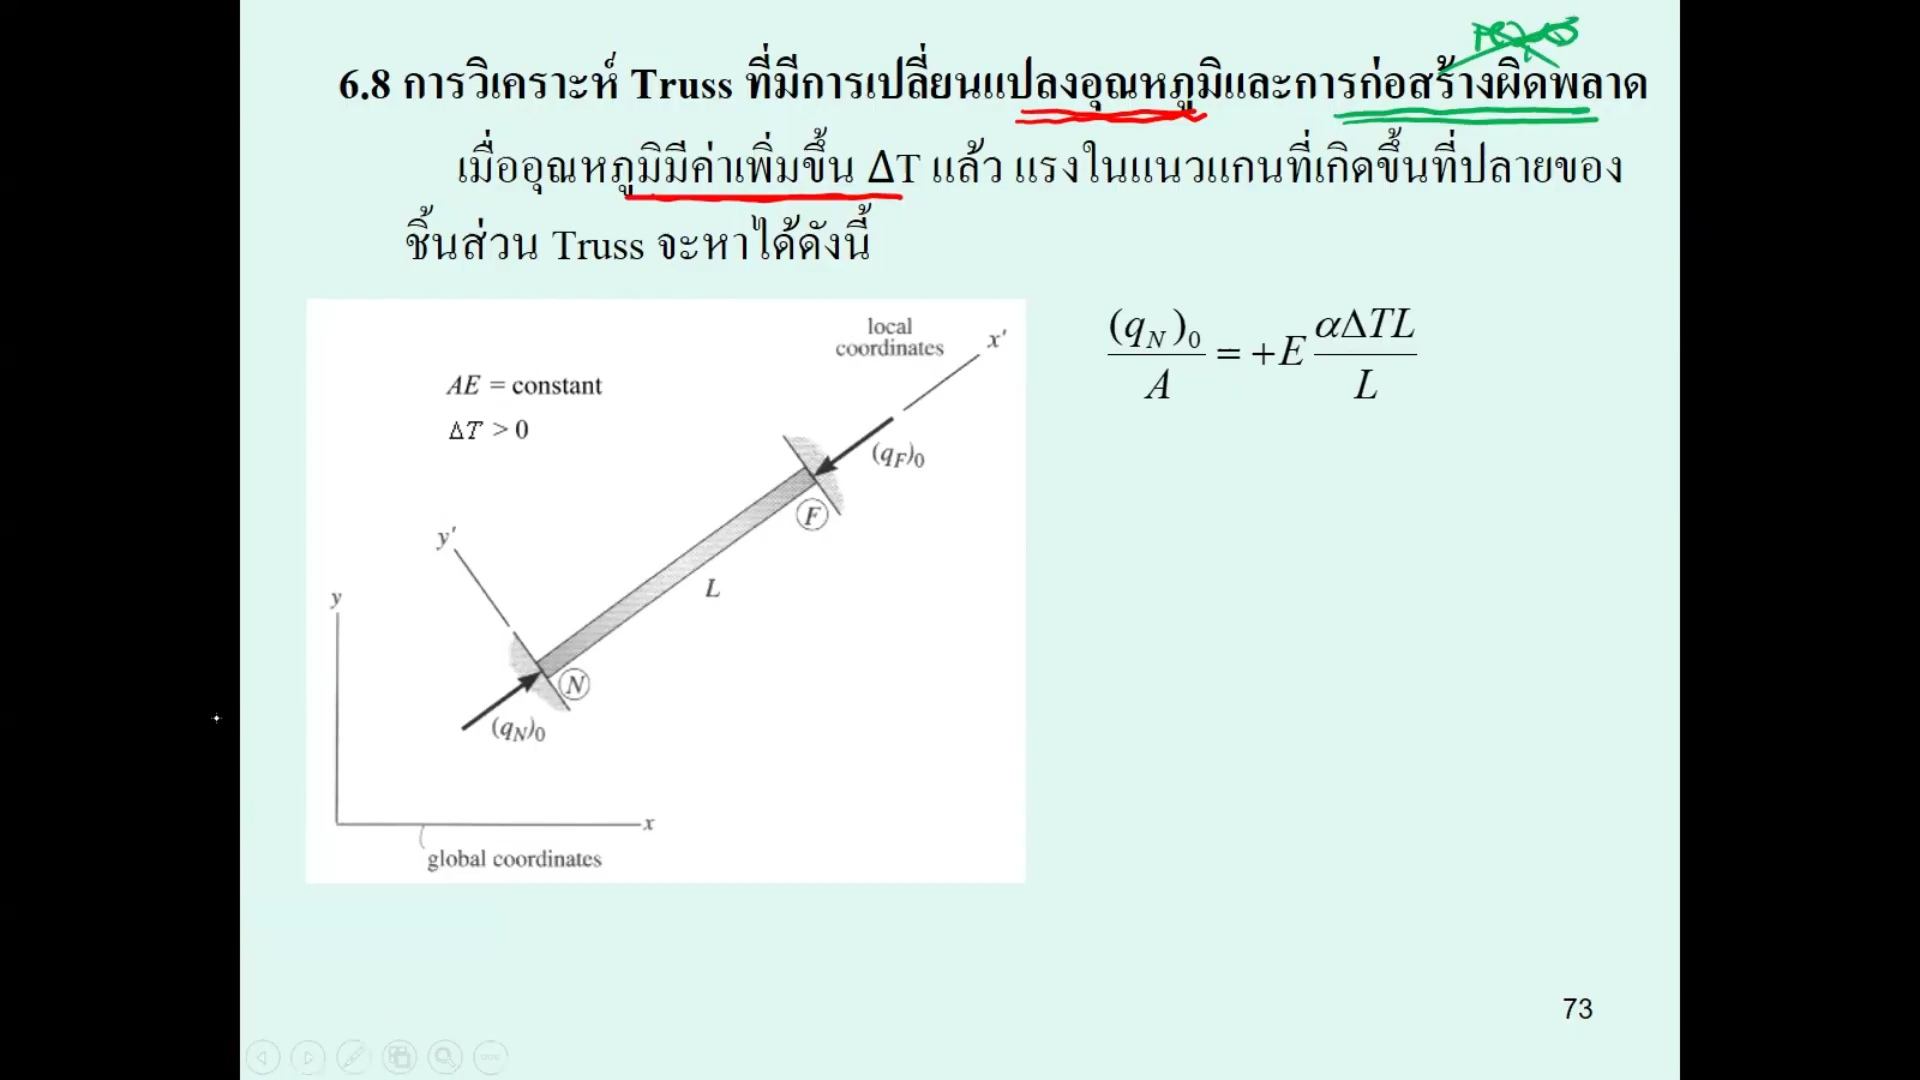 6.8 การวิเคราะห์ Truss ที่มีการเปลี่ยนแปลงอุณหภูมิและการก่อสร้างผิดพลาด
เมื่ออุณหภูมิมีค่าเพิ่มขึ้น ΔT แล้ว แรงในแนวแกนที่เกิดขึ้นที่ปลายของ
ชิ้นส่วน Truss จะหาได้ดังนี้
local
coordinates
x'
AE = constant
ΔT > 0
(q_F)_0
F
y'
L
y
N
(q_N)_0
x
global coordinates
(q_N)_0 / A = +E αΔTL / L
73